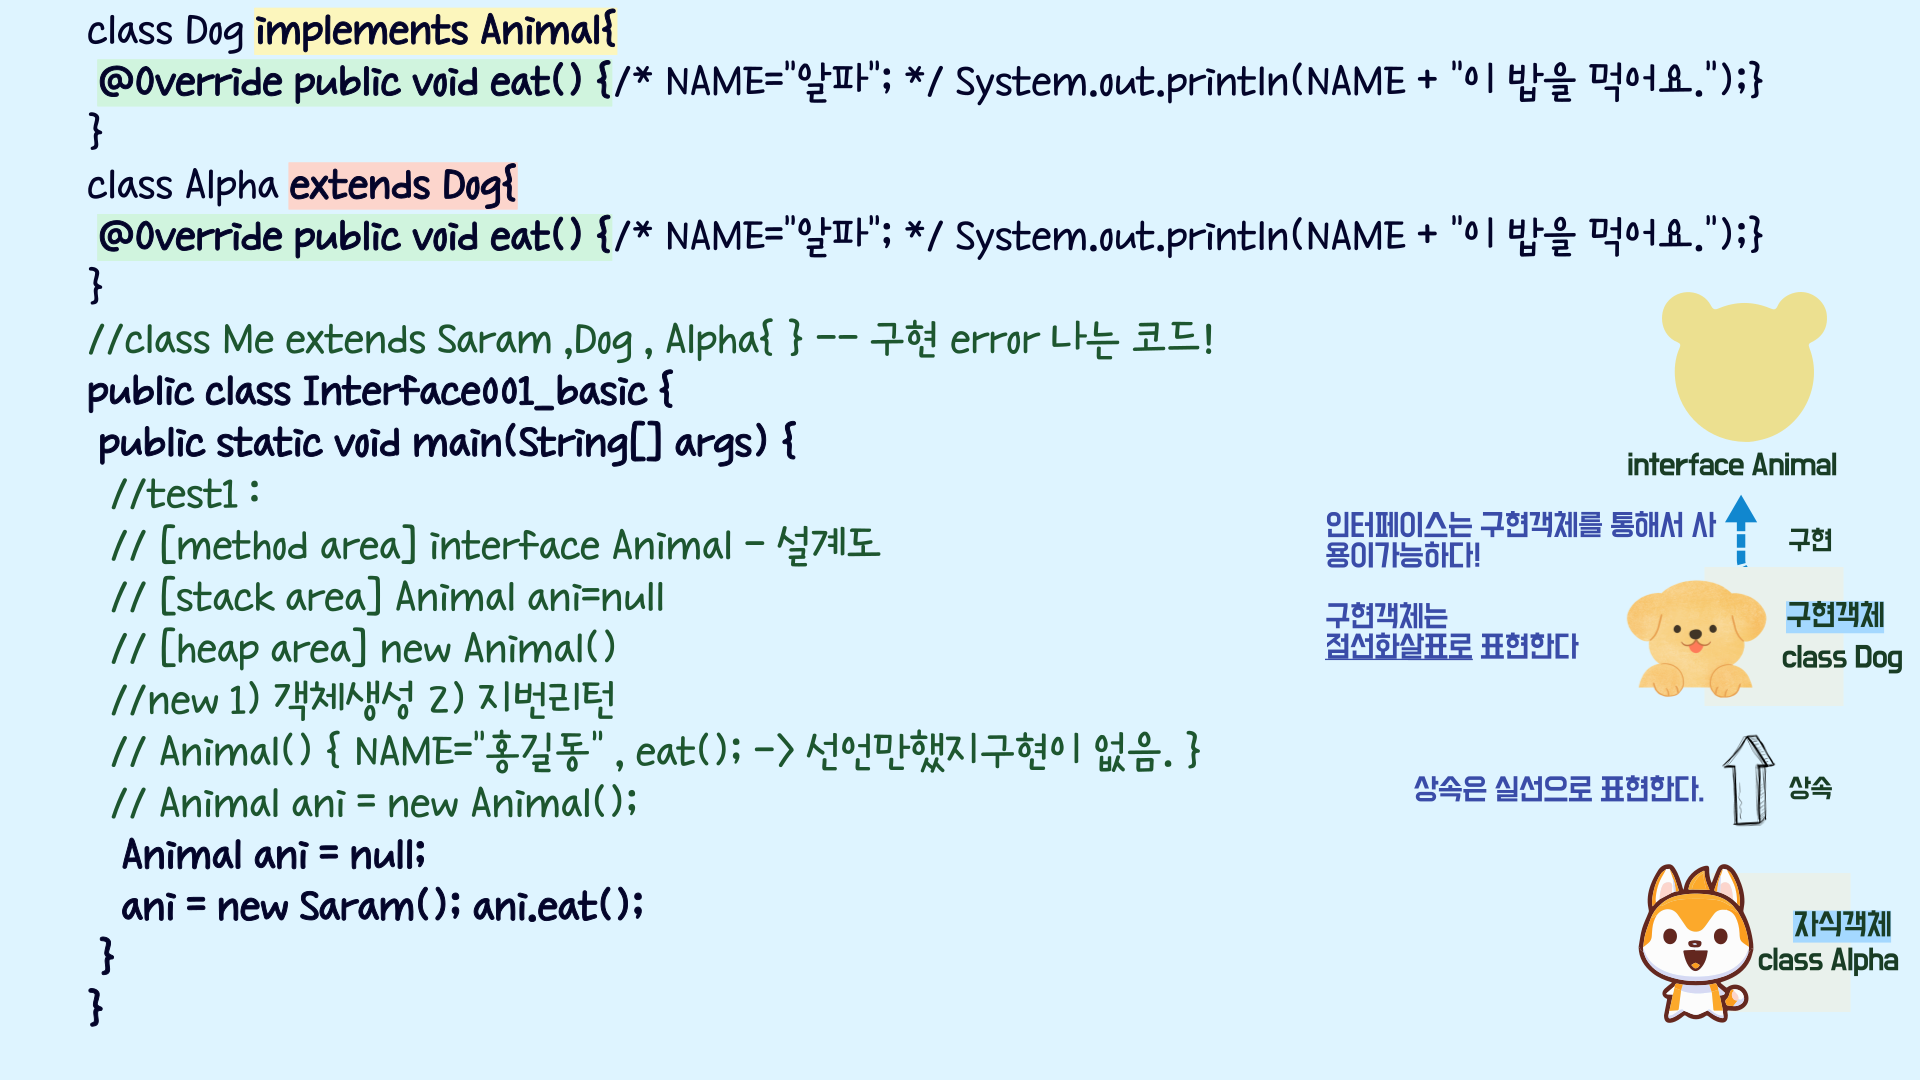 class Dog implements Animal{
@Override public void eat() {/* NAME="알파"; */ System.out.println(NAME + "이 밥을 먹어요.");}
}
class Alpha extends Dog{
@Override public void eat() {/* NAME="알파"; */ System.out.println(NAME + "이 밥을 먹어요.");}
}
//class Me extends Saram ,Dog , Alpha{ } -- 구현 error 나는 코드!
public class Interface001_basic {
public static void main(String[] args) {
//test1 :
// [method area] interface Animal - 설계도
// [stack area] Animal ani=null
// [heap area] new Animal()
//new 1) 객체생성 2) 지번리턴
// Animal() { NAME="홍길동" , eat(); -> 선언만했지구현이 없음. }
// Animal ani = new Animal();
Animal ani = null;
ani = new Saram(); ani.eat();
}
}
interface Animal
인터페이스는 구현객체를 통해서 사
용이가능하다!
구현
구현객체는
점선화살표로 표현한다
구현객체
class Dog
상속은 실선으로 표현한다.
상속
자식객체
class Alpha